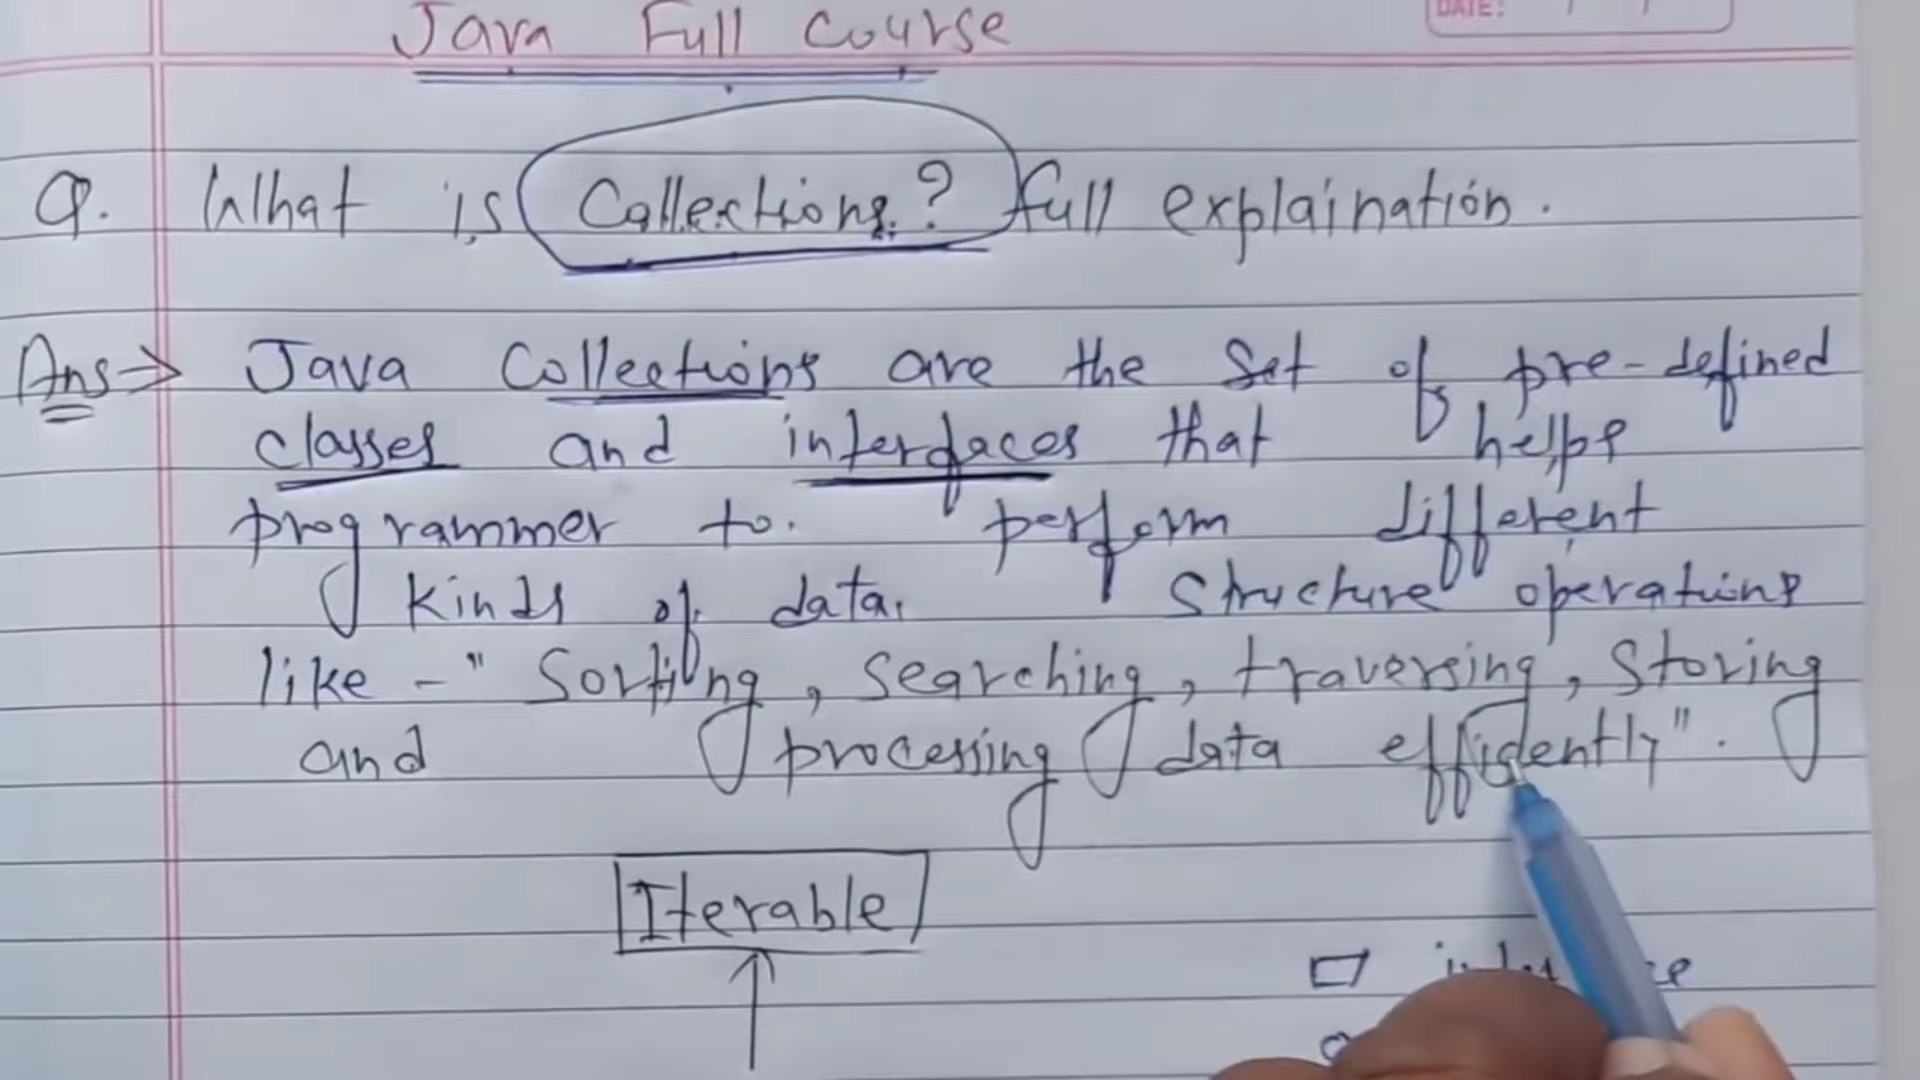 Java Full Course
DATE: / /
Q. What is Collections.? full explaination.
Ans→ Java Collections are the Set of pre-defined
classes and interfaces that helps
programmer to. perform different
kinds of data. Structure operations
like -" Sorting, searching, traversing, storing
and processing data efficiently".
Iterable